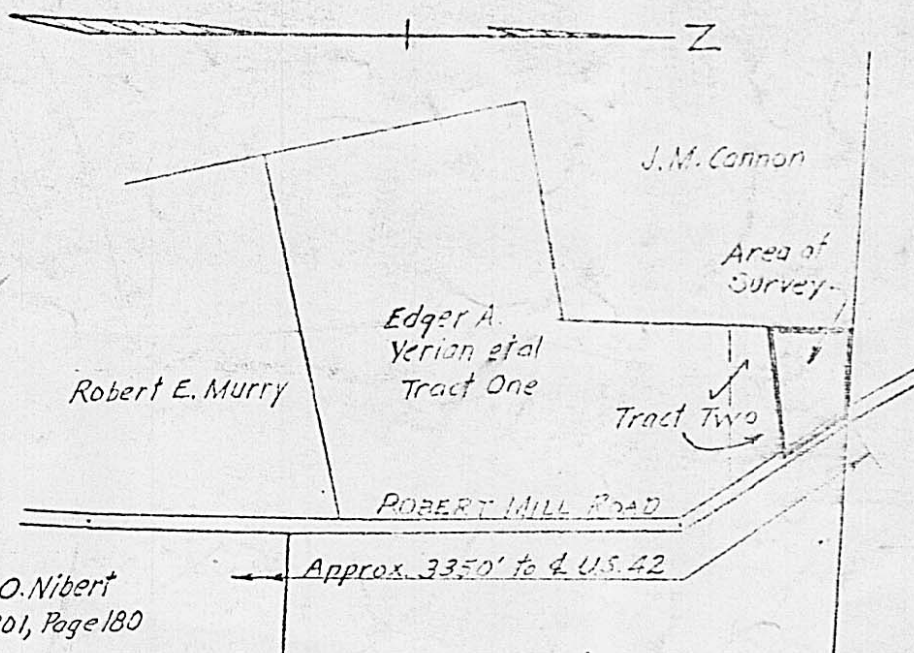 Z
J. M. Cannon
Area of
Survey
Edger A.
Yerian et al
Tract One
Robert E. Murry
Tract Two
ROBERT MILL ROAD
Approx. 3350' to ℄ U.S. 42
O. Nibert
201, Page 180